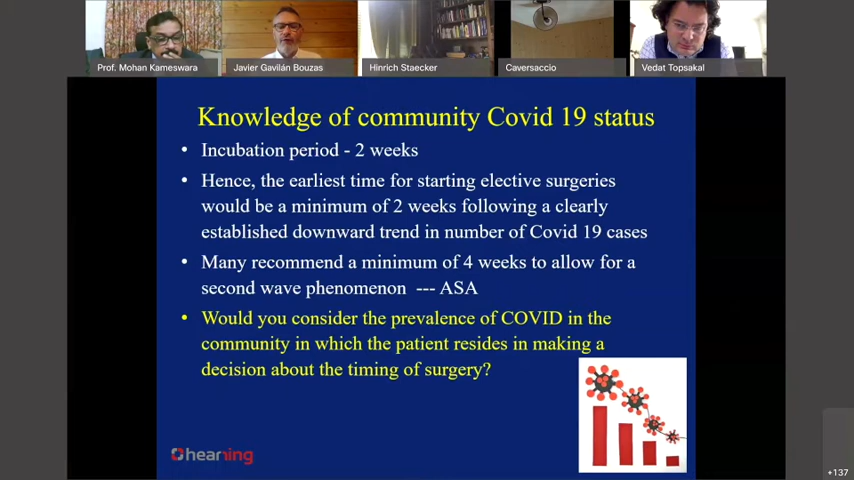 Prof. Mohan Kameswara
Javier Gavilán Bouzas
Hinrich Staecker
Caversaccio
Vedat Topsakal
Knowledge of community Covid 19 status
• Incubation period - 2 weeks
• Hence, the earliest time for starting elective surgeries
would be a minimum of 2 weeks following a clearly
established downward trend in number of Covid 19 cases
• Many recommend a minimum of 4 weeks to allow for a
second wave phenomenon --- ASA
• Would you consider the prevalence of COVID in the
community in which the patient resides in making a
decision about the timing of surgery?
hearring
+137